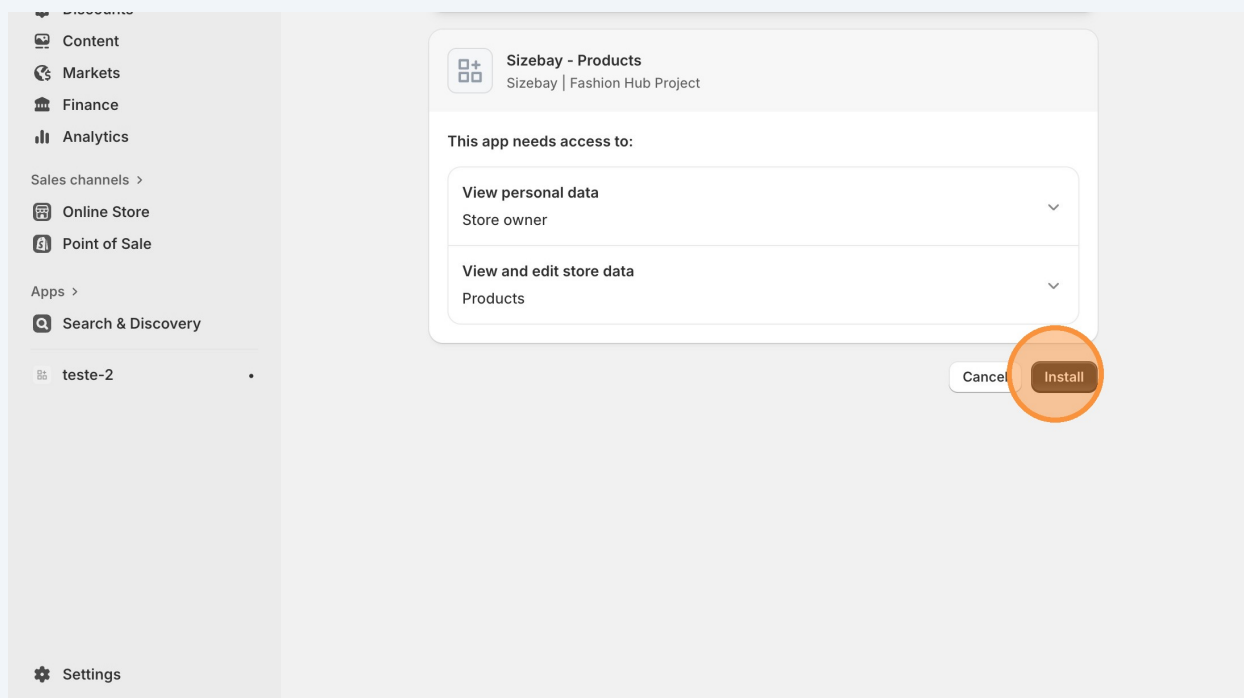 Discounts
Content
Markets
Finance
Analytics
Sales channels
Online Store
Point of Sale
Apps
Search & Discovery
teste-2
Settings
Sizebay - Products
Sizebay | Fashion Hub Project
This app needs access to:
View personal data
Store owner
View and edit store data
Products
Cancel
Install